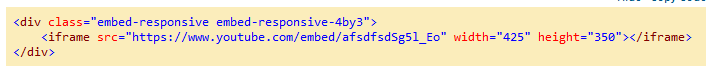 <div class="embed-responsive embed-responsive-4by3">
    <iframe src="https://www.youtube.com/embed/afsdfsdSg5l_Eo" width="425" height="350"></iframe>
</div>